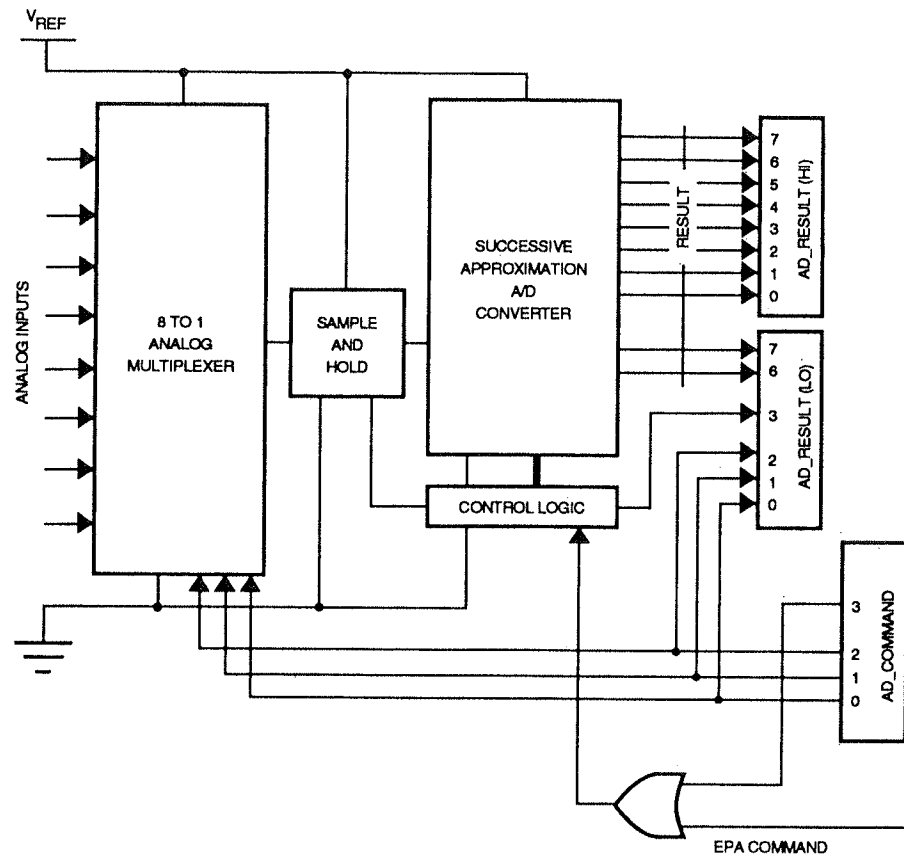 VREF
ANALOG INPUTS
8 TO 1
ANALOG
MULTIPLEXER
SAMPLE
AND
HOLD
SUCCESSIVE
APPROXIMATION
A/D
CONVERTER
CONTROL LOGIC
RESULT
7
6
5
4
3
2
1
0
AD_RESULT (HI)
7
6
3
2
1
0
AD_RESULT (LO)
3
2
1
0
AD_COMMAND
EPA COMMAND